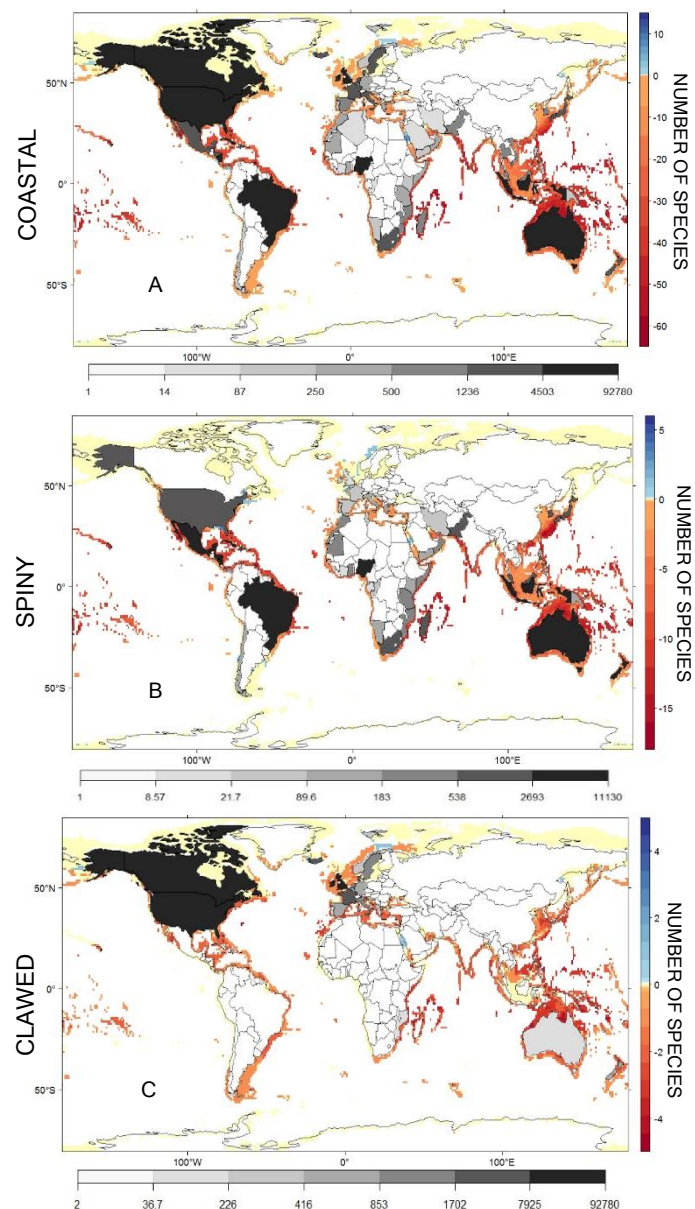 COASTAL
50°N
0°
50°S
A
100°W
0°
100°E
10
0
-10
-20
-30
-40
-50
-60
NUMBER OF SPECIES
1
14
87
250
500
1236
4503
92780
SPINY
50°N
0°
50°S
B
100°W
0°
100°E
5
0
-5
-10
-15
NUMBER OF SPECIES
1
8.57
21.7
89.6
183
538
2693
11130
CLAWED
50°N
0°
50°S
C
100°W
0°
100°E
4
2
0
-2
-4
NUMBER OF SPECIES
2
36.7
226
416
853
1702
7925
92780